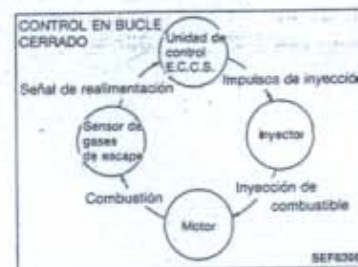 CONTROL EN BUCLE
CERRADO
Unidad de
control
E.C.C.S.
Señal de realimentación
Impulsos de inyección
Sensor de
gases
de escape
Inyector
Combustión
Inyección de
combustible
Motor